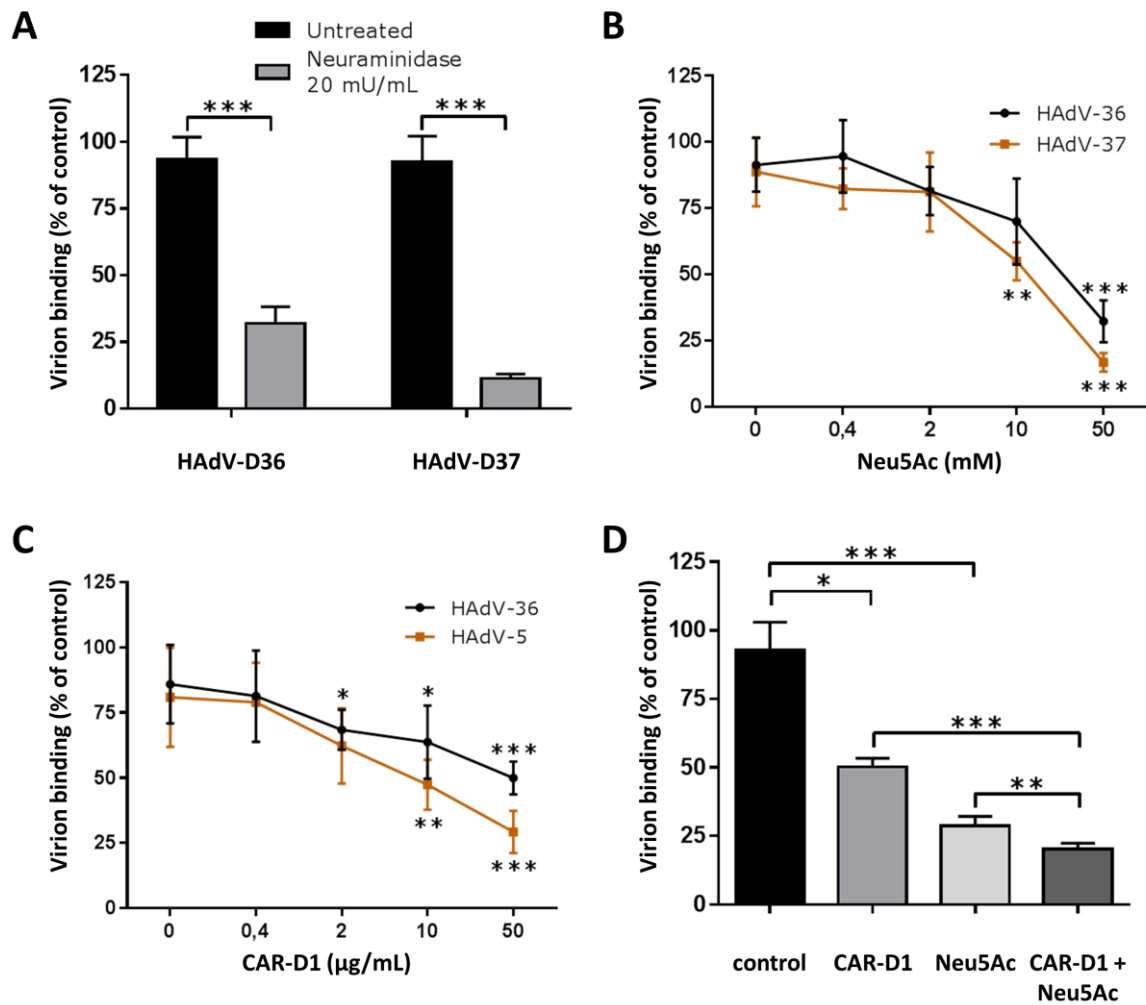 A
Untreated
Neuraminidase
20 mU/mL
Virion binding (% of control)
125
100
75
50
25
0
***
***
HAdV-D36 HAdV-D37
B
HAdV-36
HAdV-37
Virion binding (% of control)
125
100
75
50
25
0
**
***
***
0 0,4 2 10 50
Neu5Ac (mM)
C
HAdV-36
HAdV-5
Virion binding (% of control)
125
100
75
50
25
0
* * ***
** ***
0 0,4 2 10 50
CAR-D1 (µg/mL)
D
Virion binding (% of control)
125
100
75
50
25
0
***
*
***
**
control CAR-D1 Neu5Ac CAR-D1 +
Neu5Ac